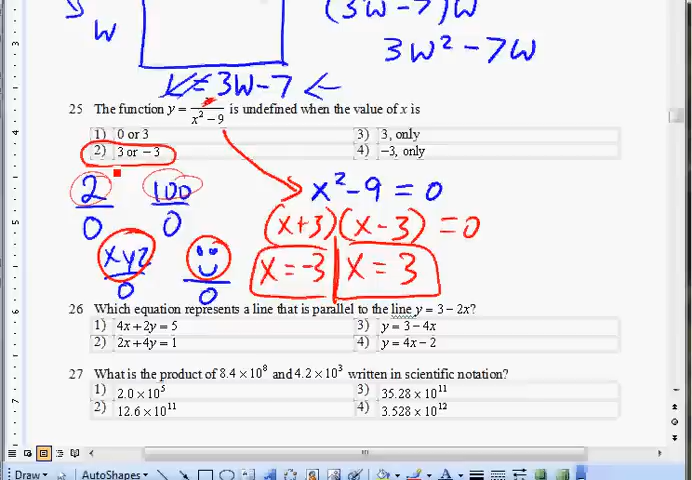 (3W-7)W
W
3W² - 7W
L = 3W-7 ←
25 The function y = x/(x² − 9) is undefined when the value of x is
1) 0 or 3
3) 3, only
2) 3 or −3
4) −3, only
2/0 100/0
x² - 9 = 0
(x+3)(x-3) = 0
xyz/0
x = -3 | x = 3
26 Which equation represents a line that is parallel to the line y = 3 − 2x?
1) 4x + 2y = 5
3) y = 3 − 4x
2) 2x + 4y = 1
4) y = 4x − 2
27 What is the product of 8.4 × 10⁸ and 4.2 × 10³ written in scientific notation?
1) 2.0 × 10⁵
3) 35.28 × 10¹¹
2) 12.6 × 10¹¹
4) 3.528 × 10¹²
Draw AutoShapes